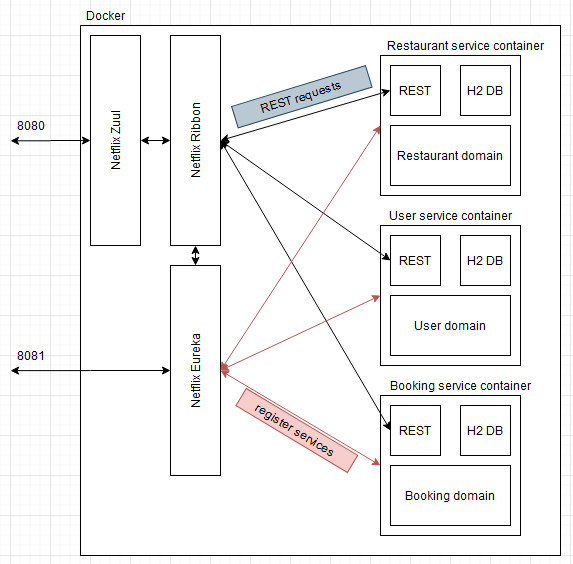 Docker
Restaurant service container
REST
H2 DB
Restaurant domain
REST requests
8080
Netflix Zuul
Netflix Ribbon
User service container
REST
H2 DB
User domain
8081
Netflix Eureka
register services
Booking service container
REST
H2 DB
Booking domain